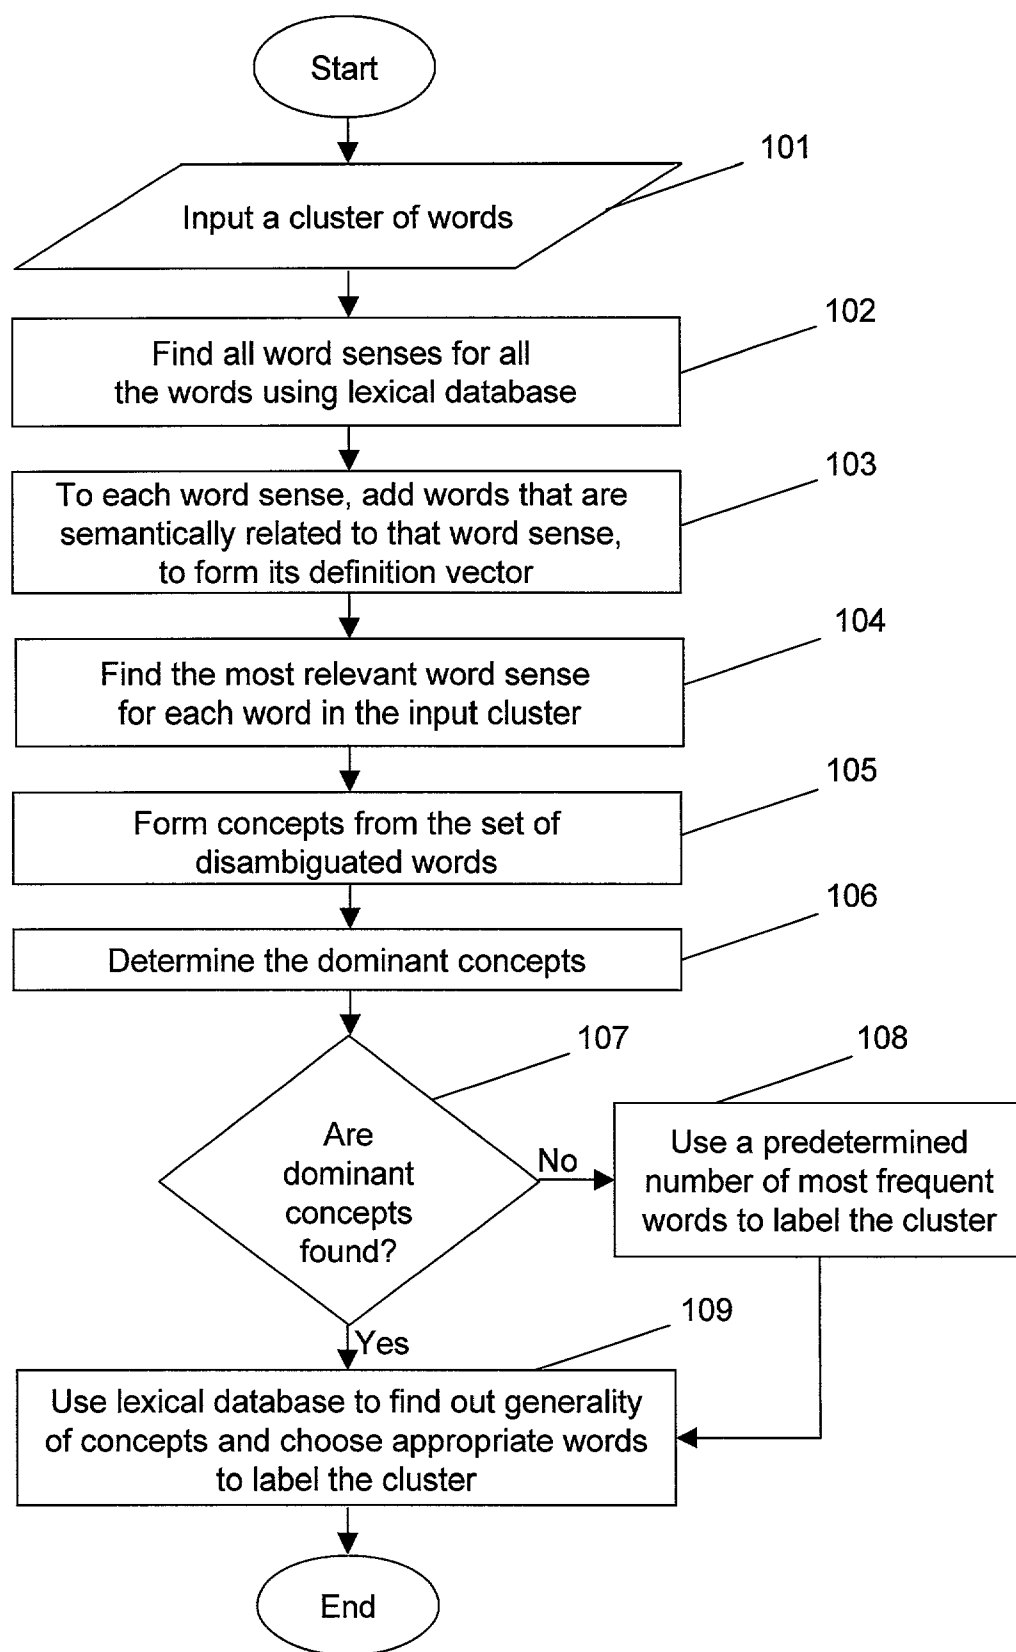 Start
101
Input a cluster of words
102
Find all word senses for all
the words using lexical database
103
To each word sense, add words that are
semantically related to that word sense,
to form its definition vector
104
Find the most relevant word sense
for each word in the input cluster
105
Form concepts from the set of
disambiguated words
106
Determine the dominant concepts
107
Are
dominant
concepts
found?
No
108
Use a predetermined
number of most frequent
words to label the cluster
Yes
109
Use lexical database to find out generality
of concepts and choose appropriate words
to label the cluster
End